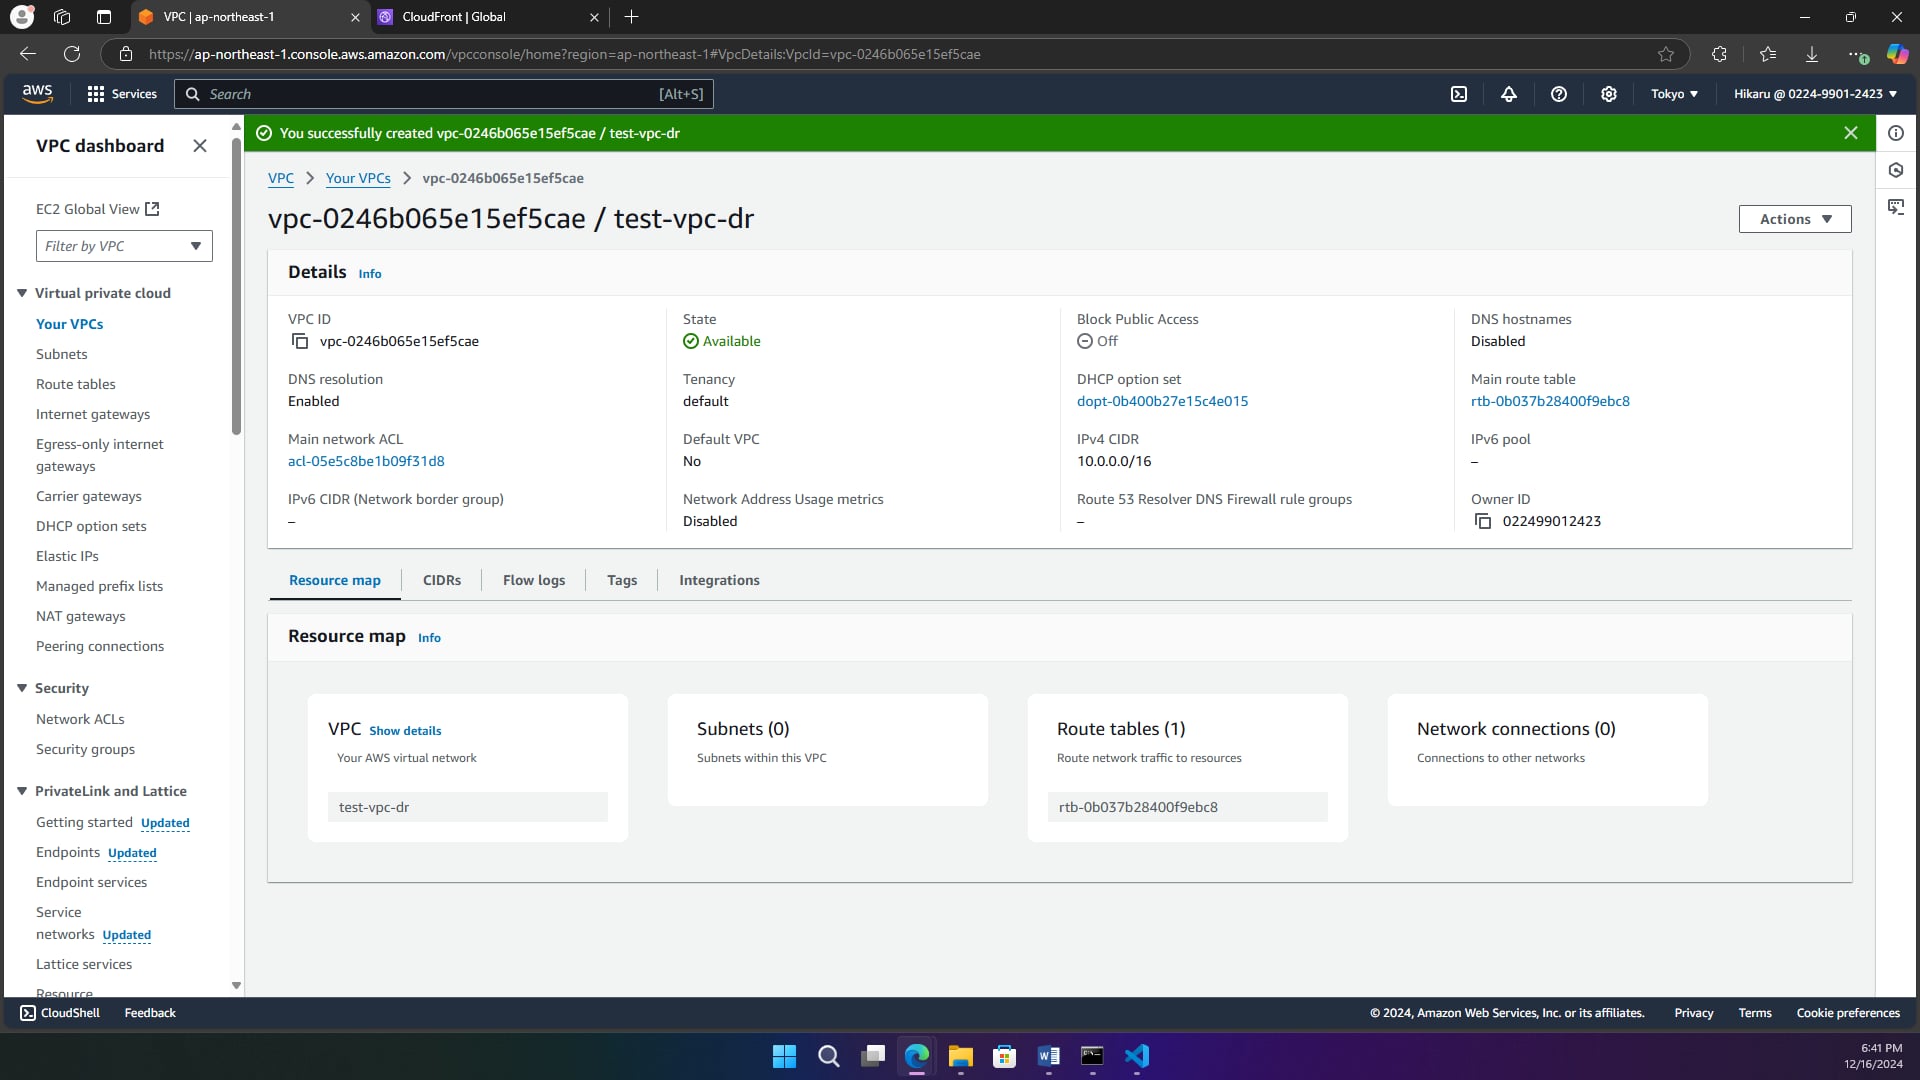 VPC | ap-northeast-1
CloudFront | Global
https://ap-northeast-1.console.aws.amazon.com/vpcconsole/home?region=ap-northeast-1#VpcDetails:VpcId=vpc-0246b065e15ef5cae
aws
Services
Search
[Alt+S]
Tokyo
Hikaru @ 0224-9901-2423
VPC dashboard
EC2 Global View
Filter by VPC
Virtual private cloud
Your VPCs
Subnets
Route tables
Internet gateways
Egress-only internet
gateways
Carrier gateways
DHCP option sets
Elastic IPs
Managed prefix lists
NAT gateways
Peering connections
Security
Network ACLs
Security groups
PrivateLink and Lattice
Getting started Updated
Endpoints Updated
Endpoint services
Service
networks Updated
Lattice services
Resource
You successfully created vpc-0246b065e15ef5cae / test-vpc-dr
VPC
Your VPCs
vpc-0246b065e15ef5cae
vpc-0246b065e15ef5cae / test-vpc-dr
Actions
Details Info
VPC ID
vpc-0246b065e15ef5cae
State
Available
Block Public Access
Off
DNS hostnames
Disabled
DNS resolution
Enabled
Tenancy
default
DHCP option set
dopt-0b400b27e15c4e015
Main route table
rtb-0b037b28400f9ebc8
Main network ACL
acl-05e5c8be1b09f31d8
Default VPC
No
IPv4 CIDR
10.0.0.0/16
IPv6 pool
–
IPv6 CIDR (Network border group)
–
Network Address Usage metrics
Disabled
Route 53 Resolver DNS Firewall rule groups
–
Owner ID
022499012423
Resource map
CIDRs
Flow logs
Tags
Integrations
Resource map Info
VPC Show details
Your AWS virtual network
test-vpc-dr
Subnets (0)
Subnets within this VPC
Route tables (1)
Route network traffic to resources
rtb-0b037b28400f9ebc8
Network connections (0)
Connections to other networks
CloudShell
Feedback
© 2024, Amazon Web Services, Inc. or its affiliates.
Privacy
Terms
Cookie preferences
6:41 PM
12/16/2024